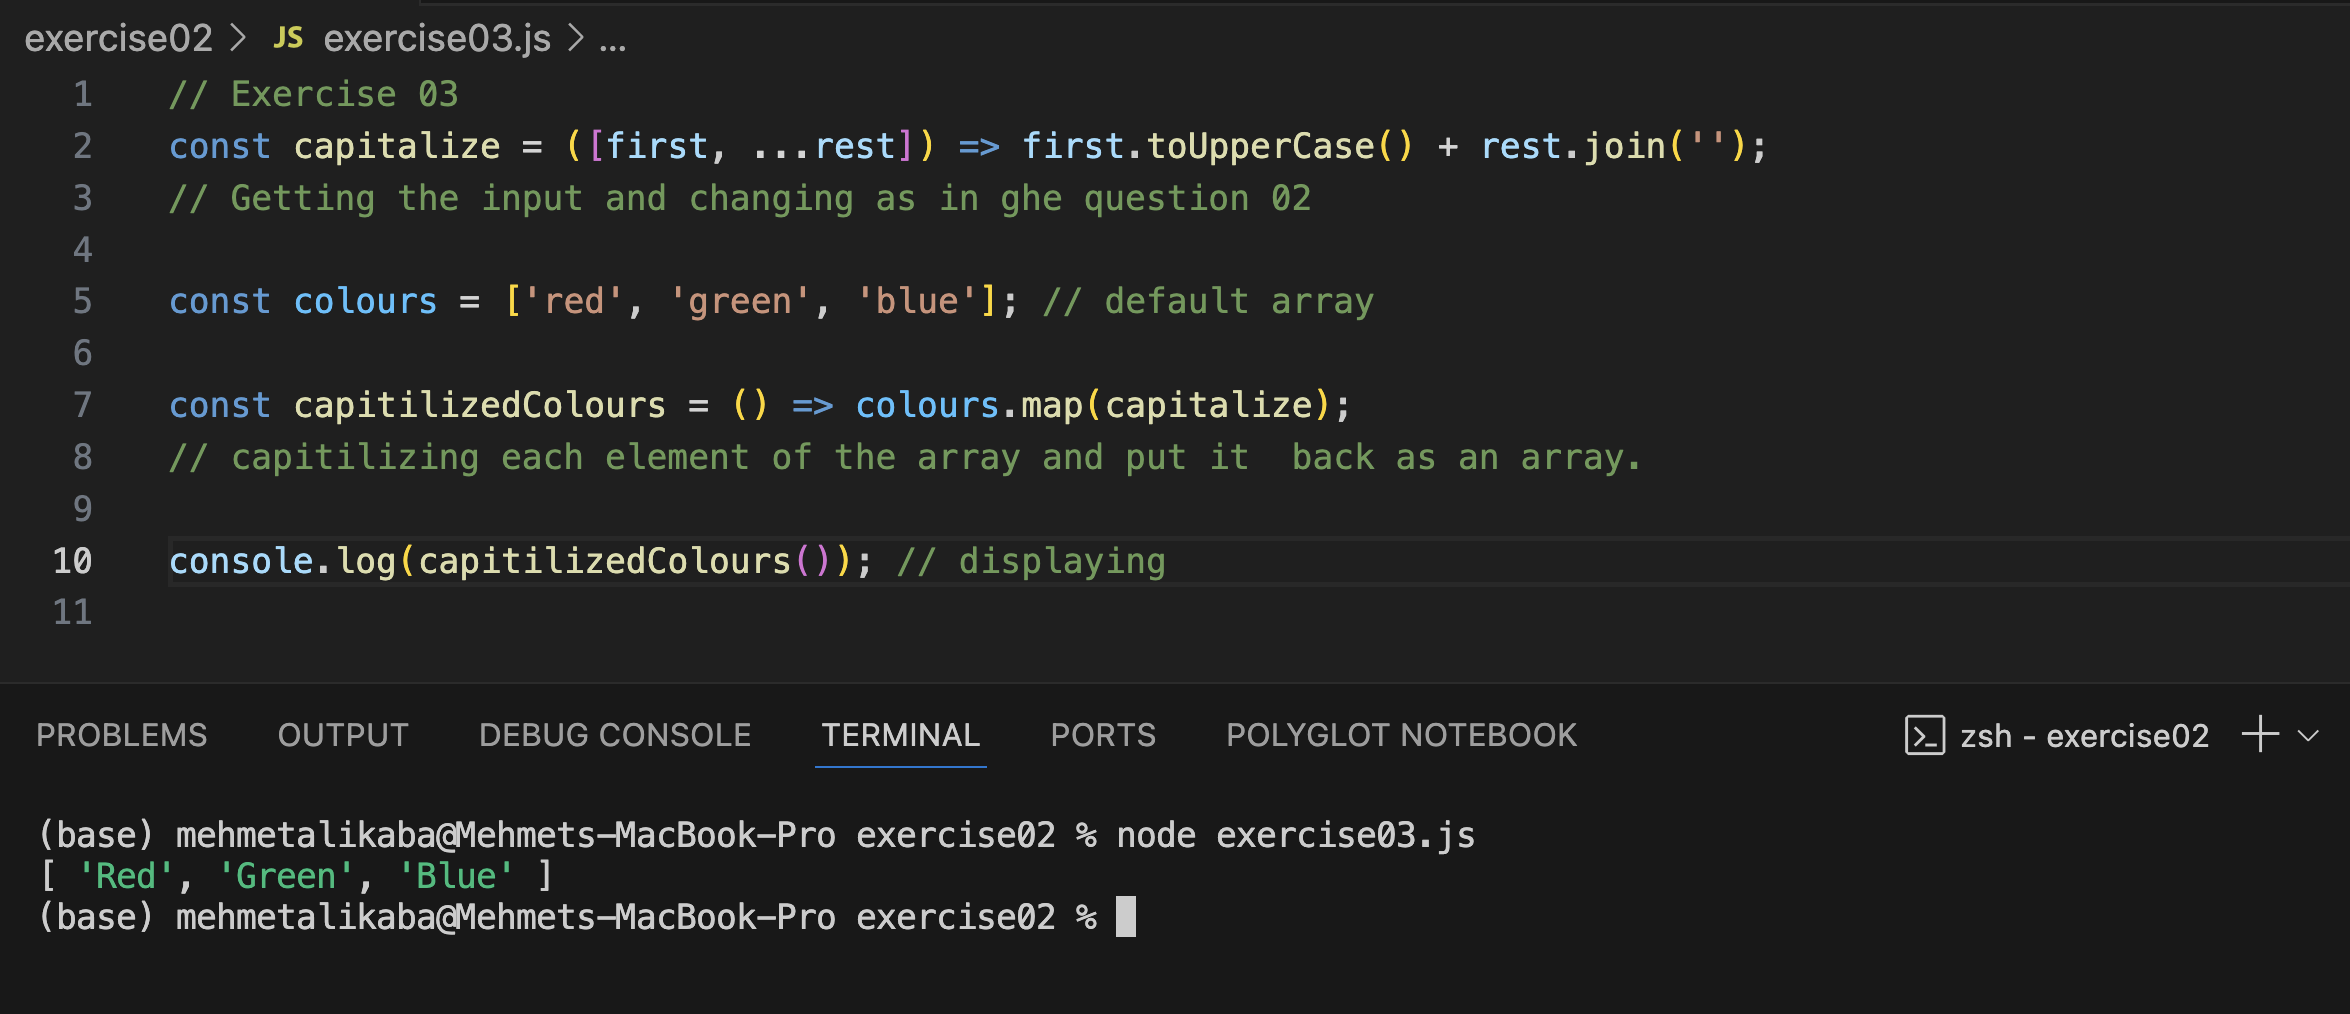 exercise02 > JS exercise03.js > ...
1 // Exercise 03
2 const capitalize = ([first, ...rest]) => first.toUpperCase() + rest.join('');
3 // Getting the input and changing as in ghe question 02
4
5 const colours = ['red', 'green', 'blue']; // default array
6
7 const capitilizedColours = () => colours.map(capitalize);
8 // capitilizing each element of the array and put it  back as an array.
9
10 console.log(capitilizedColours()); // displaying
11
PROBLEMS OUTPUT DEBUG CONSOLE TERMINAL PORTS POLYGLOT NOTEBOOK zsh - exercise02
(base) mehmetalikaba@Mehmets-MacBook-Pro exercise02 % node exercise03.js
[ 'Red', 'Green', 'Blue' ]
(base) mehmetalikaba@Mehmets-MacBook-Pro exercise02 %